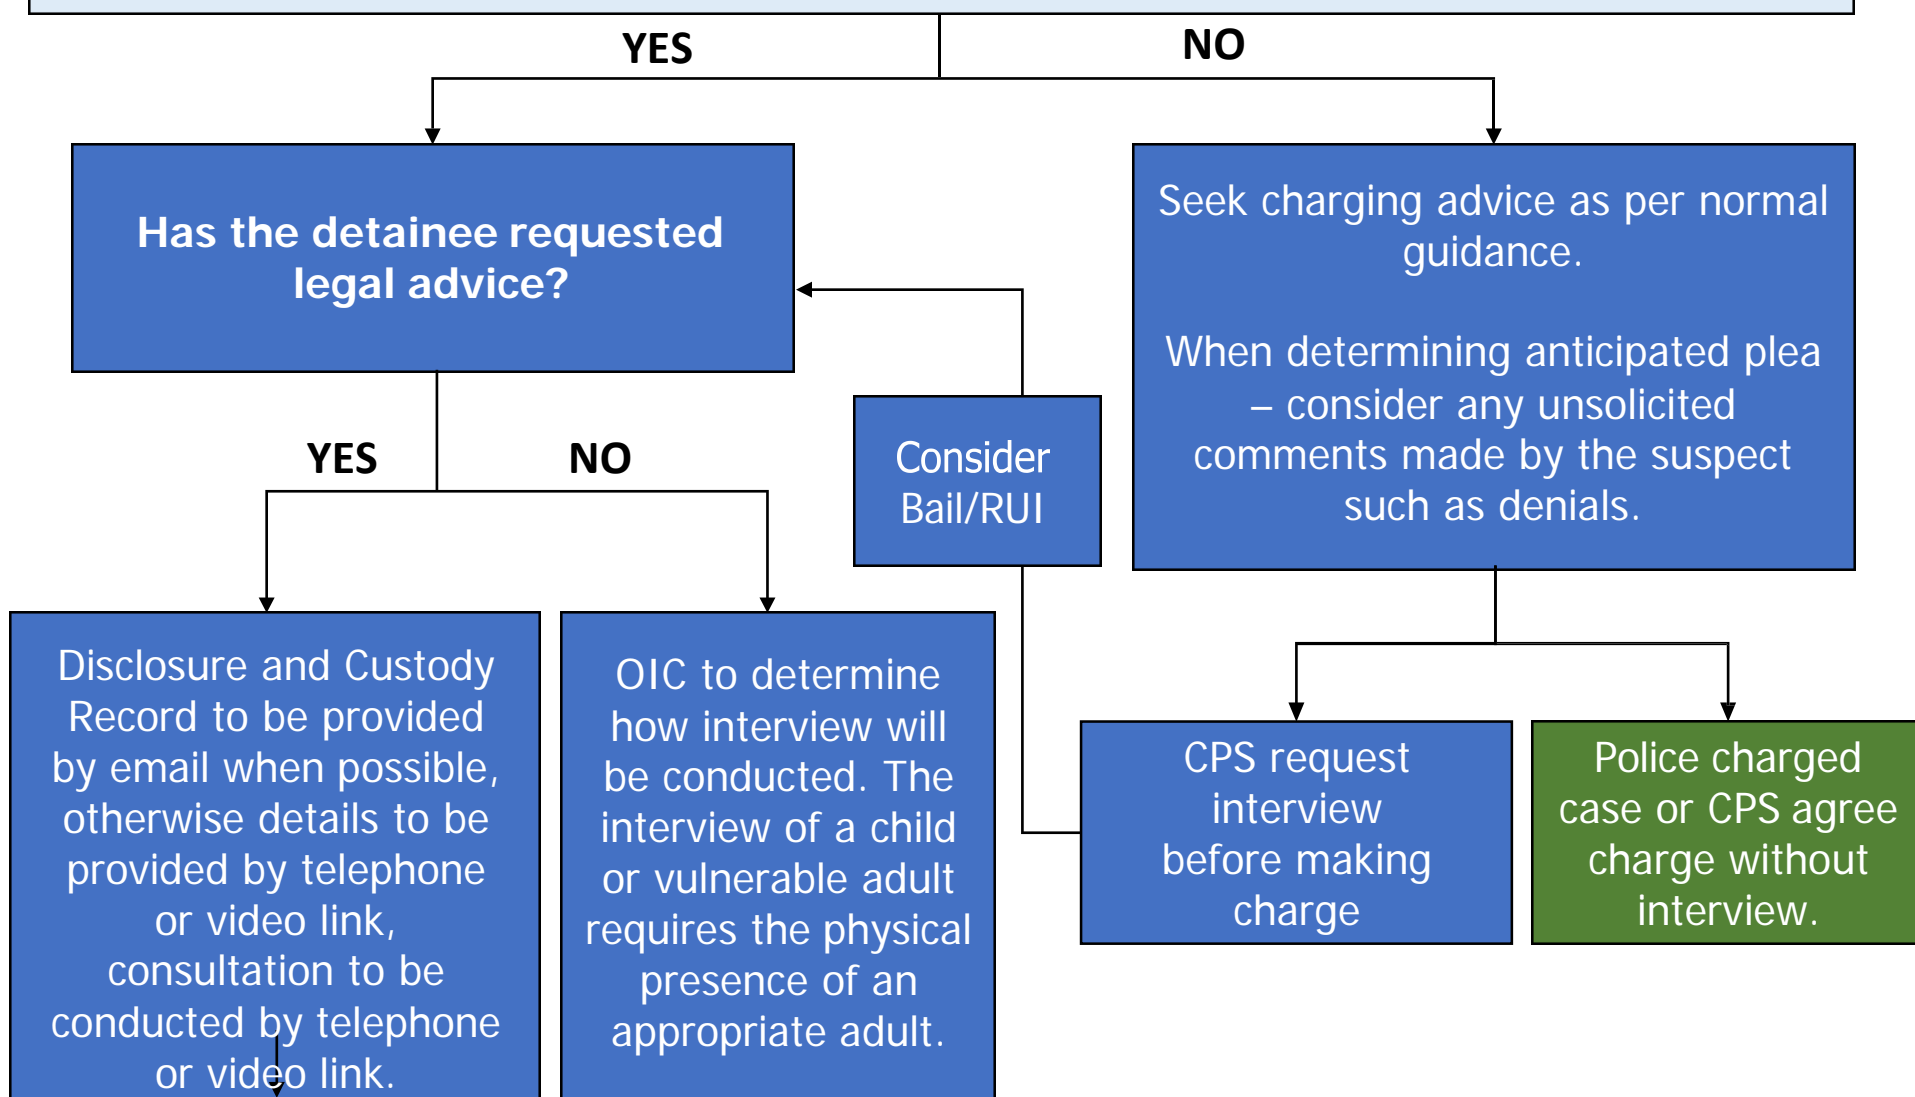 YES
NO
Has the detainee requested
legal advice?
Seek charging advice as per normal
guidance.
When determining anticipated plea
– consider any unsolicited
comments made by the suspect
such as denials.
YES
NO
Consider
Bail/RUI
Disclosure and Custody
Record to be provided
by email when possible,
otherwise details to be
provided by telephone
or video link,
consultation to be
conducted by telephone
or video link.
OIC to determine
how interview will
be conducted. The
interview of a child
or vulnerable adult
requires the physical
presence of an
appropriate adult.
CPS request
interview
before making
charge
Police charged
case or CPS agree
charge without
interview.